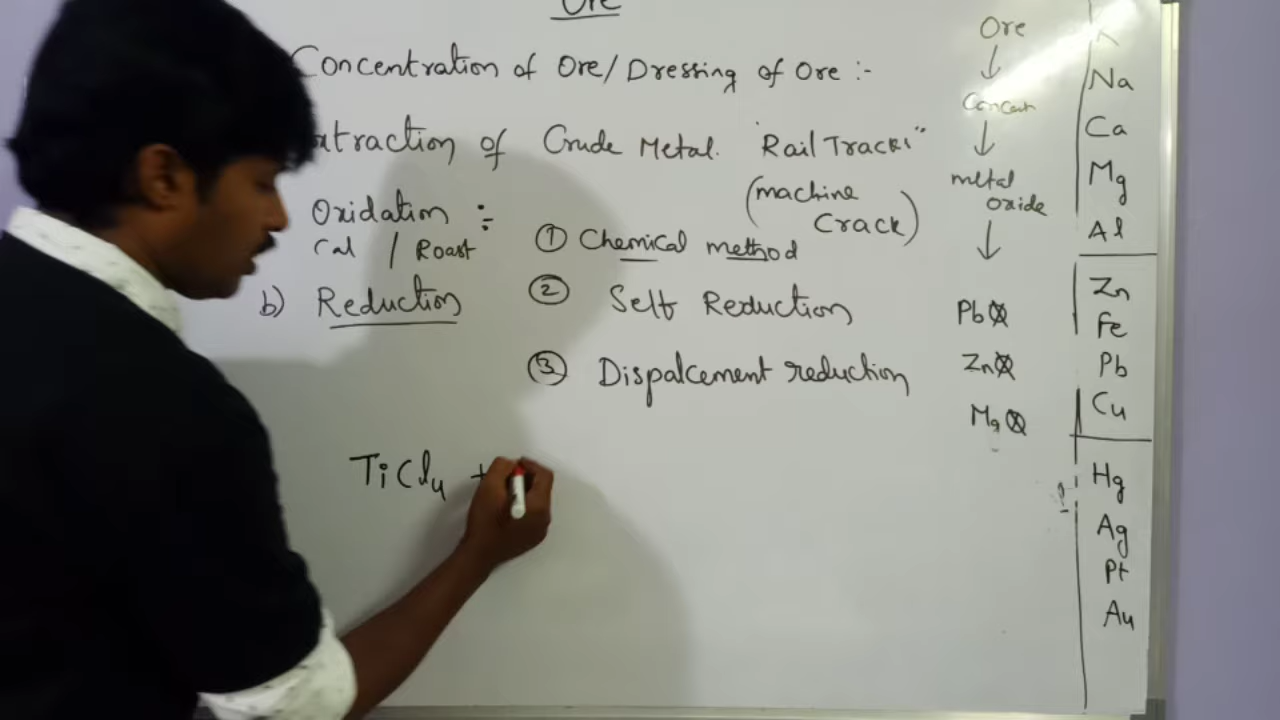 Ore
Concentration of Ore/Dressing of Ore :-
traction of Crude Metal. "Rail Tracks"
(machine
Crack)
Oxidation :
Cal / Roast
① Chemical method
b) Reduction
② Self Reduction
③ Dispalcement reduction
TiCl4 +
Ore
↓
Concen
↓
metal
oxide
↓
PbO
ZnO
MgO
K
Na
Ca
Mg
Al
Zn
Fe
Pb
Cu
Hg
Ag
Pt
Au